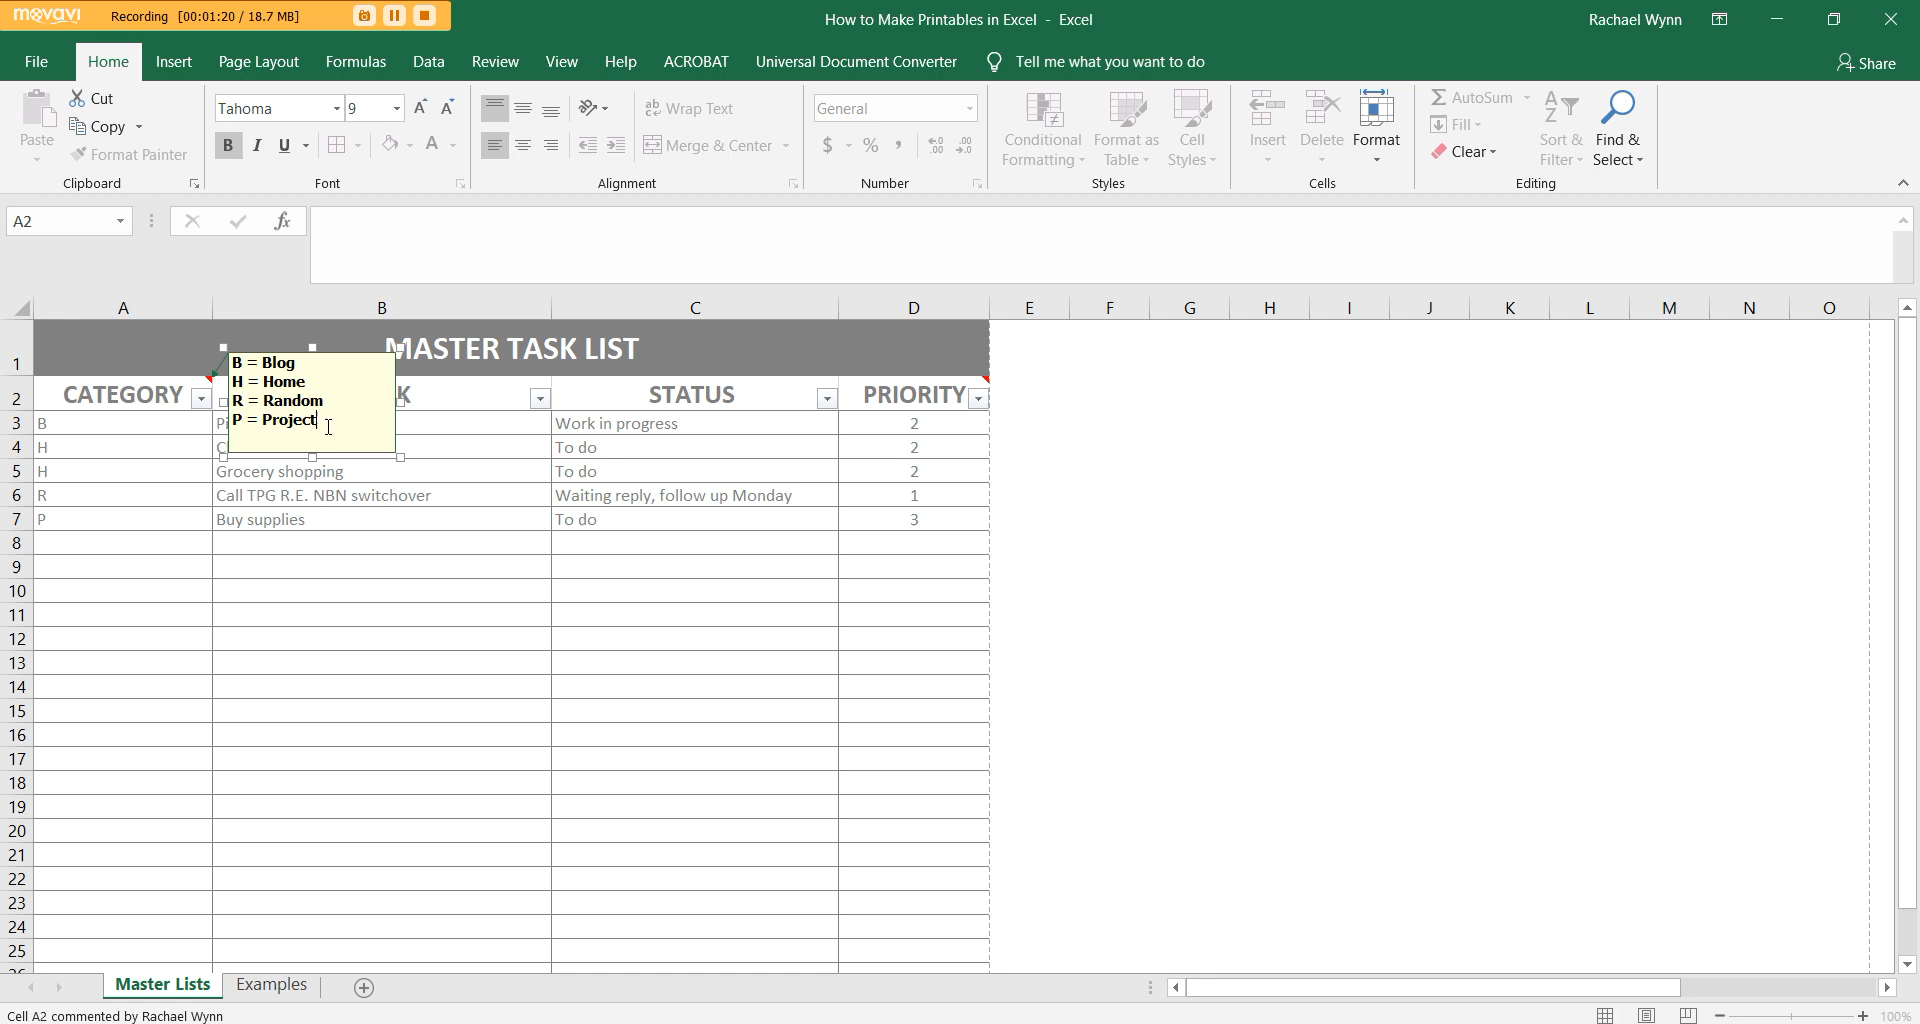 movavi Recording [00:01:20 / 18.7 MB]
How to Make Printables in Excel - Excel
Rachael Wynn
File Home Insert Page Layout Formulas Data Review View Help ACROBAT Universal Document Converter Tell me what you want to do Share
Paste
Cut
Copy
Format Painter
Clipboard
Tahoma 9
B I U A
Font
Wrap Text
Merge & Center
Alignment
General
$ % ,
Number
Conditional Formatting
Format as Table
Cell Styles
Styles
Insert Delete Format
Cells
AutoSum
Fill
Clear
Sort & Filter
Find & Select
Editing
A2 fx
A B C D E F G H I J K L M N O
1 MASTER TASK LIST
B = Blog
H = Home
R = Random
P = Project
2 CATEGORY K STATUS PRIORITY
3 B Work in progress 2
4 H To do 2
5 H Grocery shopping To do 2
6 R Call TPG R.E. NBN switchover Waiting reply, follow up Monday 1
7 P Buy supplies To do 3
8
9
10
11
12
13
14
15
16
17
18
19
20
21
22
23
24
25
Master Lists Examples
Cell A2 commented by Rachael Wynn
100%